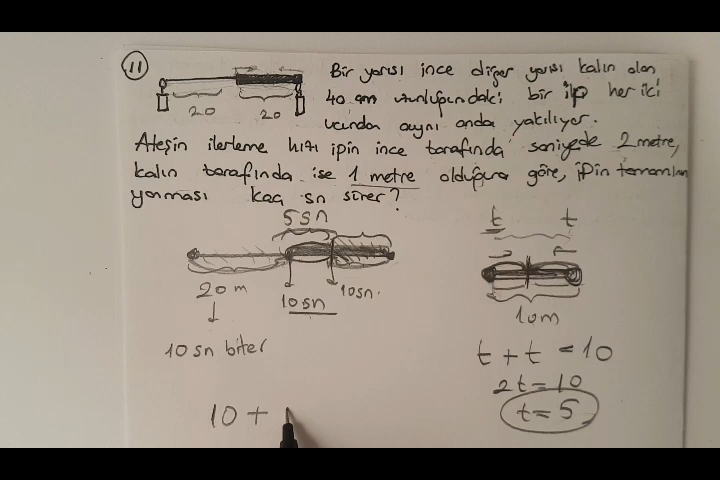 11
Bir yarısı ince diğer yarısı kalın olan
40 cm uzunluğundaki bir ip her iki
ucundan aynı anda yakılıyor.
20 20
Ateşin ilerleme hızı ipin ince tarafında saniyede 2 metre,
kalın tarafında ise 1 metre olduğuna göre, ipin tamamının
yanması kaç sn sürer?
5 sn
20 m
10 sn
10 sn.
10 sn biter
10 +
t t
10 m
t + t = 10
2t = 10
t = 5